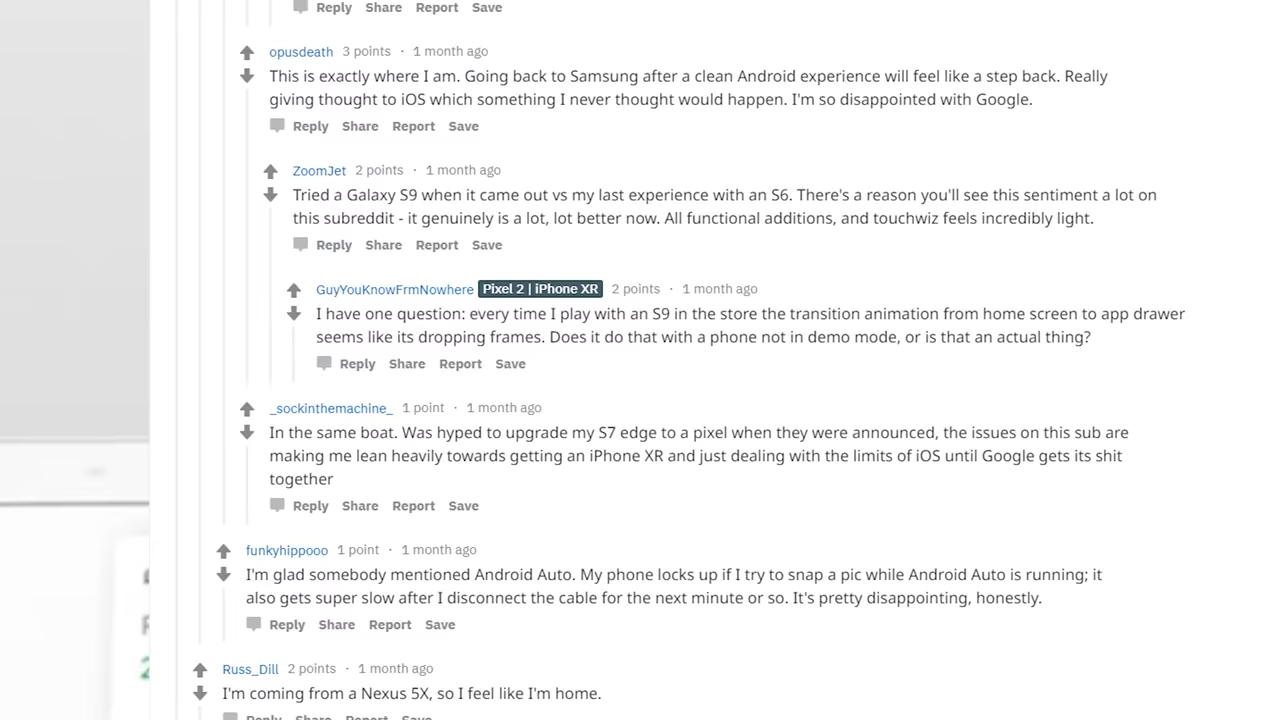 Reply Share Report Save
opusdeath 3 points · 1 month ago
This is exactly where I am. Going back to Samsung after a clean Android experience will feel like a step back. Really
giving thought to iOS which something I never thought would happen. I'm so disappointed with Google.
Reply Share Report Save
ZoomJet 2 points · 1 month ago
Tried a Galaxy S9 when it came out vs my last experience with an S6. There's a reason you'll see this sentiment a lot on
this subreddit - it genuinely is a lot, lot better now. All functional additions, and touchwiz feels incredibly light.
Reply Share Report Save
GuyYouKnowFrmNowhere Pixel 2 | iPhone XR 2 points · 1 month ago
I have one question: every time I play with an S9 in the store the transition animation from home screen to app drawer
seems like its dropping frames. Does it do that with a phone not in demo mode, or is that an actual thing?
Reply Share Report Save
_sockinthemachine_ 1 point · 1 month ago
In the same boat. Was hyped to upgrade my S7 edge to a pixel when they were announced, the issues on this sub are
making me lean heavily towards getting an iPhone XR and just dealing with the limits of iOS until Google gets its shit
together
Reply Share Report Save
funkyhippooo 1 point · 1 month ago
I'm glad somebody mentioned Android Auto. My phone locks up if I try to snap a pic while Android Auto is running; it
also gets super slow after I disconnect the cable for the next minute or so. It's pretty disappointing, honestly.
Reply Share Report Save
Russ_Dill 2 points · 1 month ago
I'm coming from a Nexus 5X, so I feel like I'm home.
Reply Share Report Save